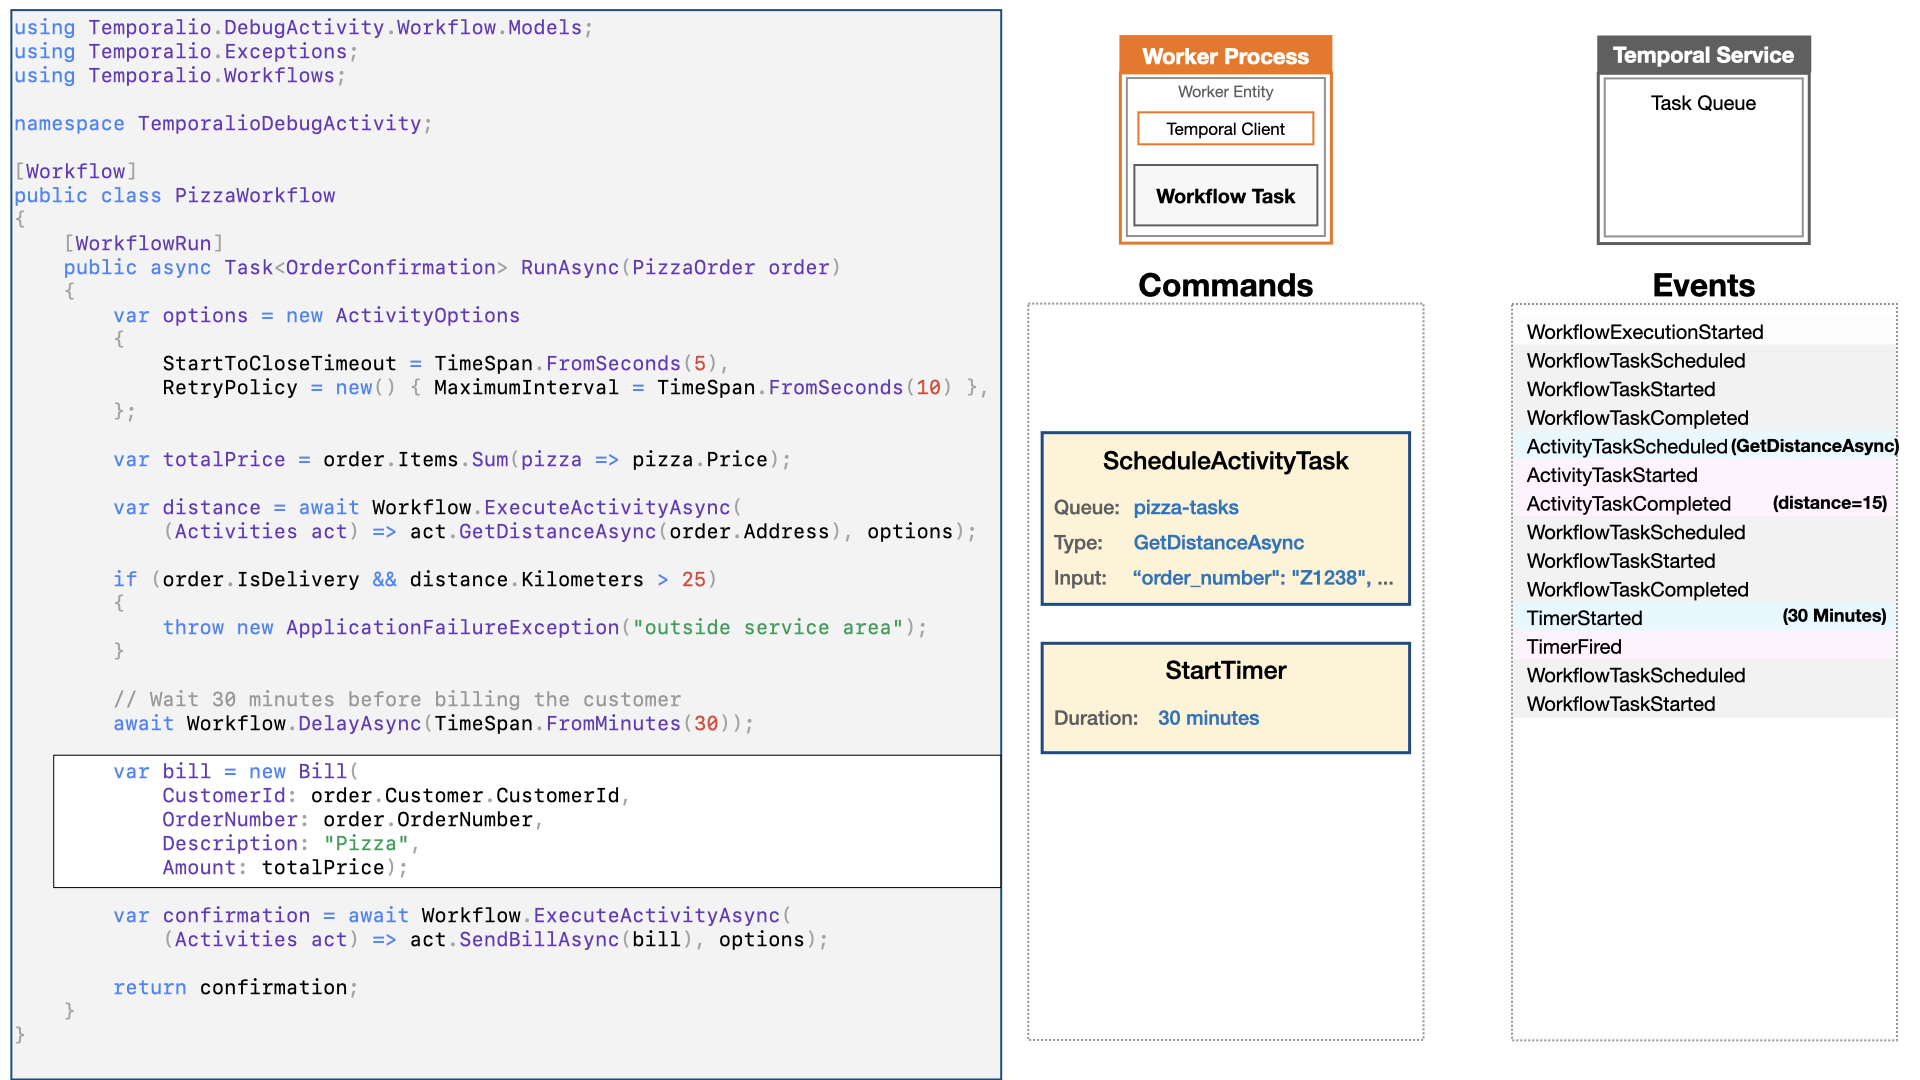 using Temporalio.DebugActivity.Workflow.Models;
using Temporalio.Exceptions;
using Temporalio.Workflows;
namespace TemporalioDebugActivity;
[Workflow]
public class PizzaWorkflow
{
[WorkflowRun]
public async Task<OrderConfirmation> RunAsync(PizzaOrder order)
{
var options = new ActivityOptions
{
StartToCloseTimeout = TimeSpan.FromSeconds(5),
RetryPolicy = new() { MaximumInterval = TimeSpan.FromSeconds(10) },
};
var totalPrice = order.Items.Sum(pizza => pizza.Price);
var distance = await Workflow.ExecuteActivityAsync(
(Activities act) => act.GetDistanceAsync(order.Address), options);
if (order.IsDelivery && distance.Kilometers > 25)
{
throw new ApplicationFailureException("outside service area");
}
// Wait 30 minutes before billing the customer
await Workflow.DelayAsync(TimeSpan.FromMinutes(30));
var bill = new Bill(
CustomerId: order.Customer.CustomerId,
OrderNumber: order.OrderNumber,
Description: "Pizza",
Amount: totalPrice);
var confirmation = await Workflow.ExecuteActivityAsync(
(Activities act) => act.SendBillAsync(bill), options);
return confirmation;
}
}
Worker Process
Worker Entity
Temporal Client
Workflow Task
Commands
ScheduleActivityTask
Queue: pizza-tasks
Type: GetDistanceAsync
Input: “order_number": "Z1238", ...
StartTimer
Duration: 30 minutes
Temporal Service
Task Queue
Events
WorkflowExecutionStarted
WorkflowTaskScheduled
WorkflowTaskStarted
WorkflowTaskCompleted
ActivityTaskScheduled (GetDistanceAsync)
ActivityTaskStarted
ActivityTaskCompleted (distance=15)
WorkflowTaskScheduled
WorkflowTaskStarted
WorkflowTaskCompleted
TimerStarted (30 Minutes)
TimerFired
WorkflowTaskScheduled
WorkflowTaskStarted